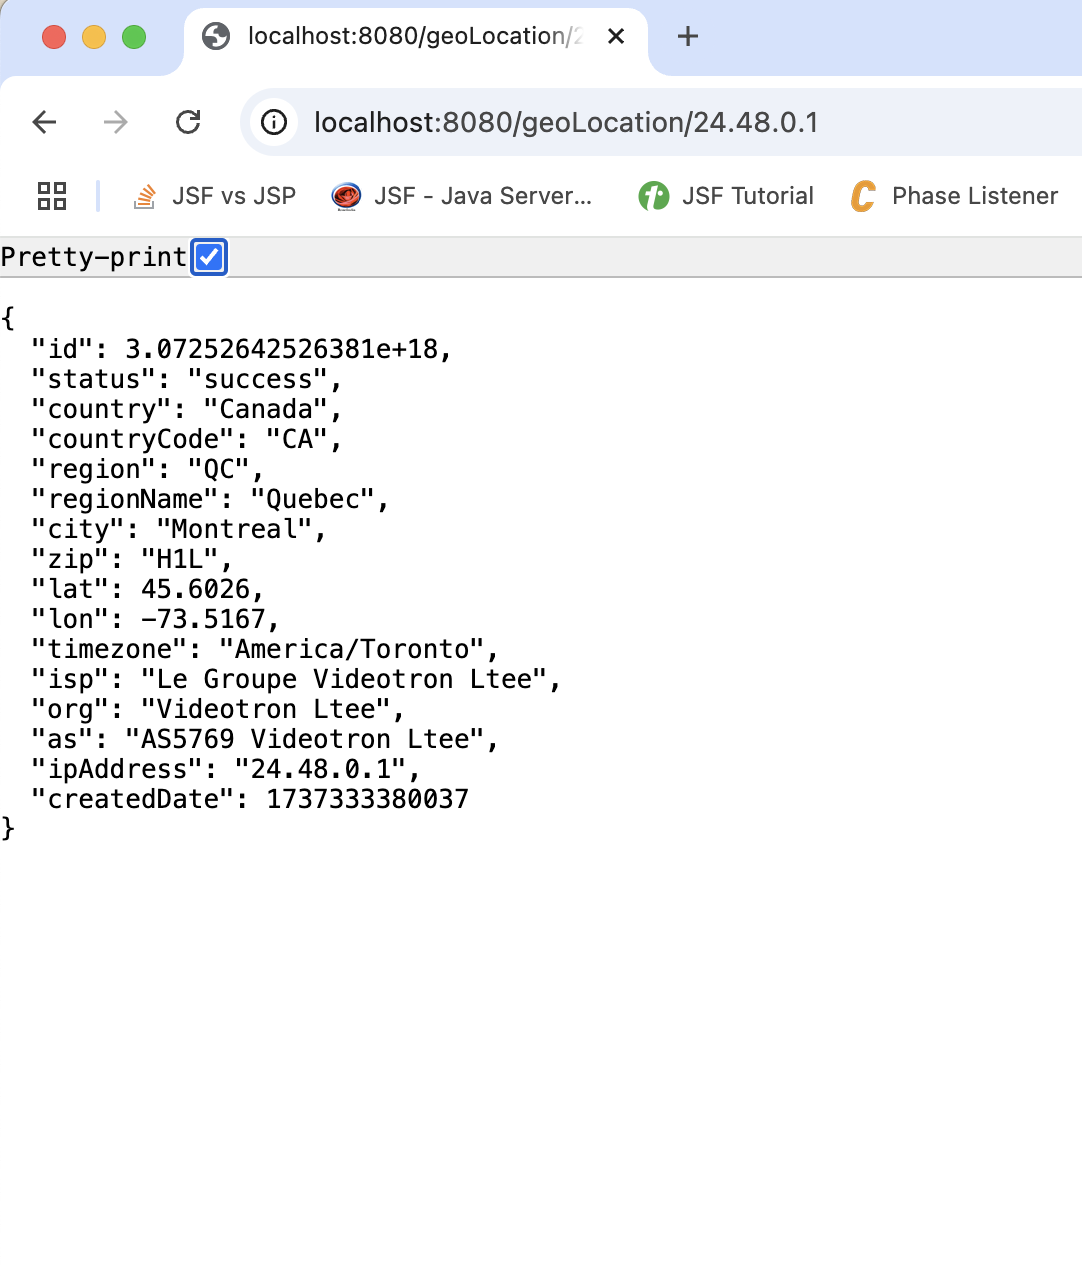 localhost:8080/geoLocation/2
localhost:8080/geoLocation/24.48.0.1
JSF vs JSP
JSF - Java Server...
JSF Tutorial
Phase Listener
Pretty-print
{
  "id": 3.07252642526381e+18,
  "status": "success",
  "country": "Canada",
  "countryCode": "CA",
  "region": "QC",
  "regionName": "Quebec",
  "city": "Montreal",
  "zip": "H1L",
  "lat": 45.6026,
  "lon": -73.5167,
  "timezone": "America/Toronto",
  "isp": "Le Groupe Videotron Ltee",
  "org": "Videotron Ltee",
  "as": "AS5769 Videotron Ltee",
  "ipAddress": "24.48.0.1",
  "createdDate": 1737333380037
}